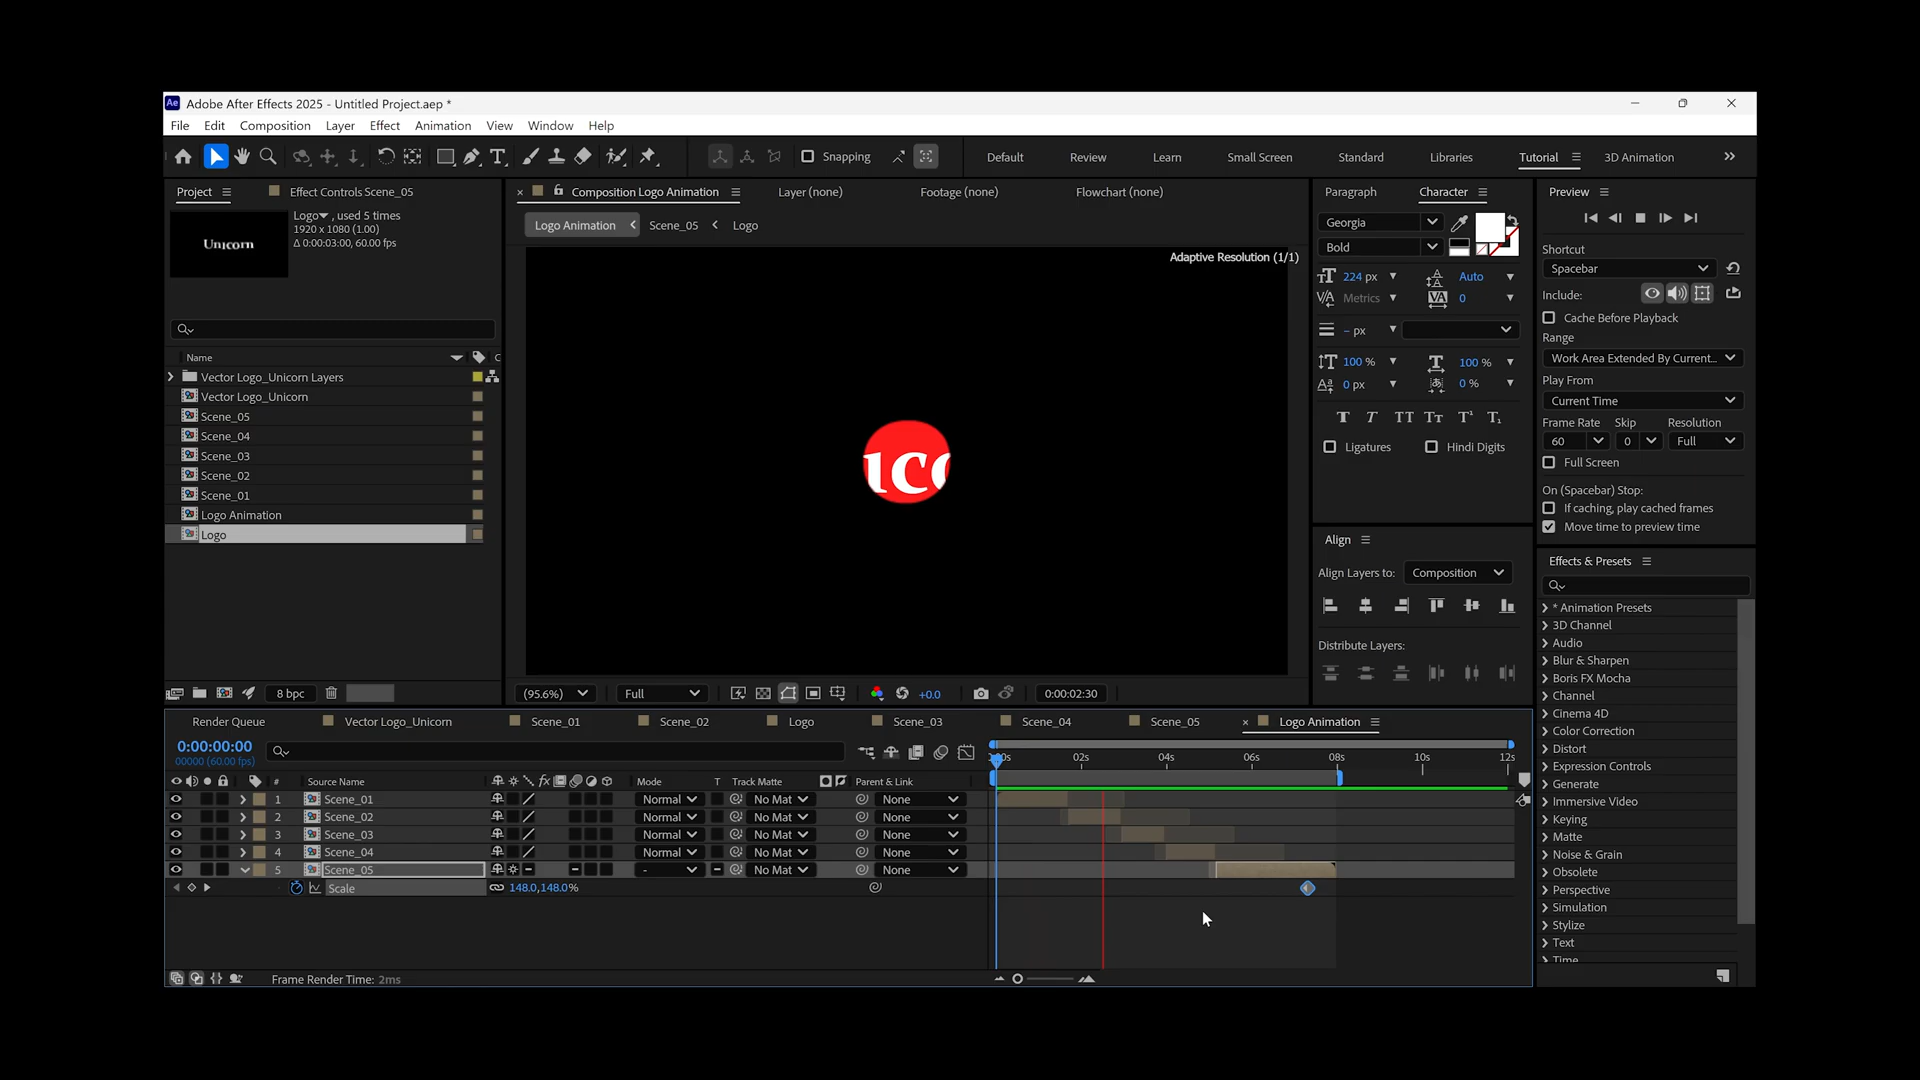 Ae Adobe After Effects 2025 - Untitled Project.aep *
File Edit Composition Layer Effect Animation View Window Help
Snapping
Default Review Learn Small Screen Standard Libraries Tutorial 3D Animation
Project Effect Controls Scene_05
Logo , used 5 times
1920 x 1080 (1.00)
Δ 0:00:03:00, 60.00 fps
Unicorn
Name
Vector Logo_Unicorn Layers
Vector Logo_Unicorn
Scene_05
Scene_04
Scene_03
Scene_02
Scene_01
Logo Animation
Logo
8 bpc
Composition Logo Animation Layer (none) Footage (none) Flowchart (none)
Logo Animation Scene_05 Logo
Adaptive Resolution (1/1)
ico
(95.6%) Full +0.0 0:00:02:30
Paragraph Character
Georgia
Bold
224 px Auto
Metrics 0
- px
100 % 100 %
0 px 0 %
Ligatures Hindi Digits
Align
Align Layers to: Composition
Distribute Layers:
Preview
Shortcut
Spacebar
Include:
Cache Before Playback
Range
Work Area Extended By Current...
Play From
Current Time
Frame Rate Skip Resolution
60 0 Full
Full Screen
On (Spacebar) Stop:
If caching, play cached frames
Move time to preview time
Effects & Presets
* Animation Presets
3D Channel
Audio
Blur & Sharpen
Boris FX Mocha
Channel
Cinema 4D
Color Correction
Distort
Expression Controls
Generate
Immersive Video
Keying
Matte
Noise & Grain
Obsolete
Perspective
Simulation
Stylize
Text
Time
Render Queue Vector Logo_Unicorn Scene_01 Scene_02 Logo Scene_03 Scene_04 Scene_05 Logo Animation
0:00:00:00
00000 (60.00 fps)
# Source Name Mode T Track Matte Parent & Link
02s 04s 06s 08s 10s 12s
1 Scene_01 Normal No Mat None
2 Scene_02 Normal No Mat None
3 Scene_03 Normal No Mat None
4 Scene_04 Normal No Mat None
5 Scene_05 - No Mat None
Scale 148.0,148.0%
Frame Render Time: 2ms